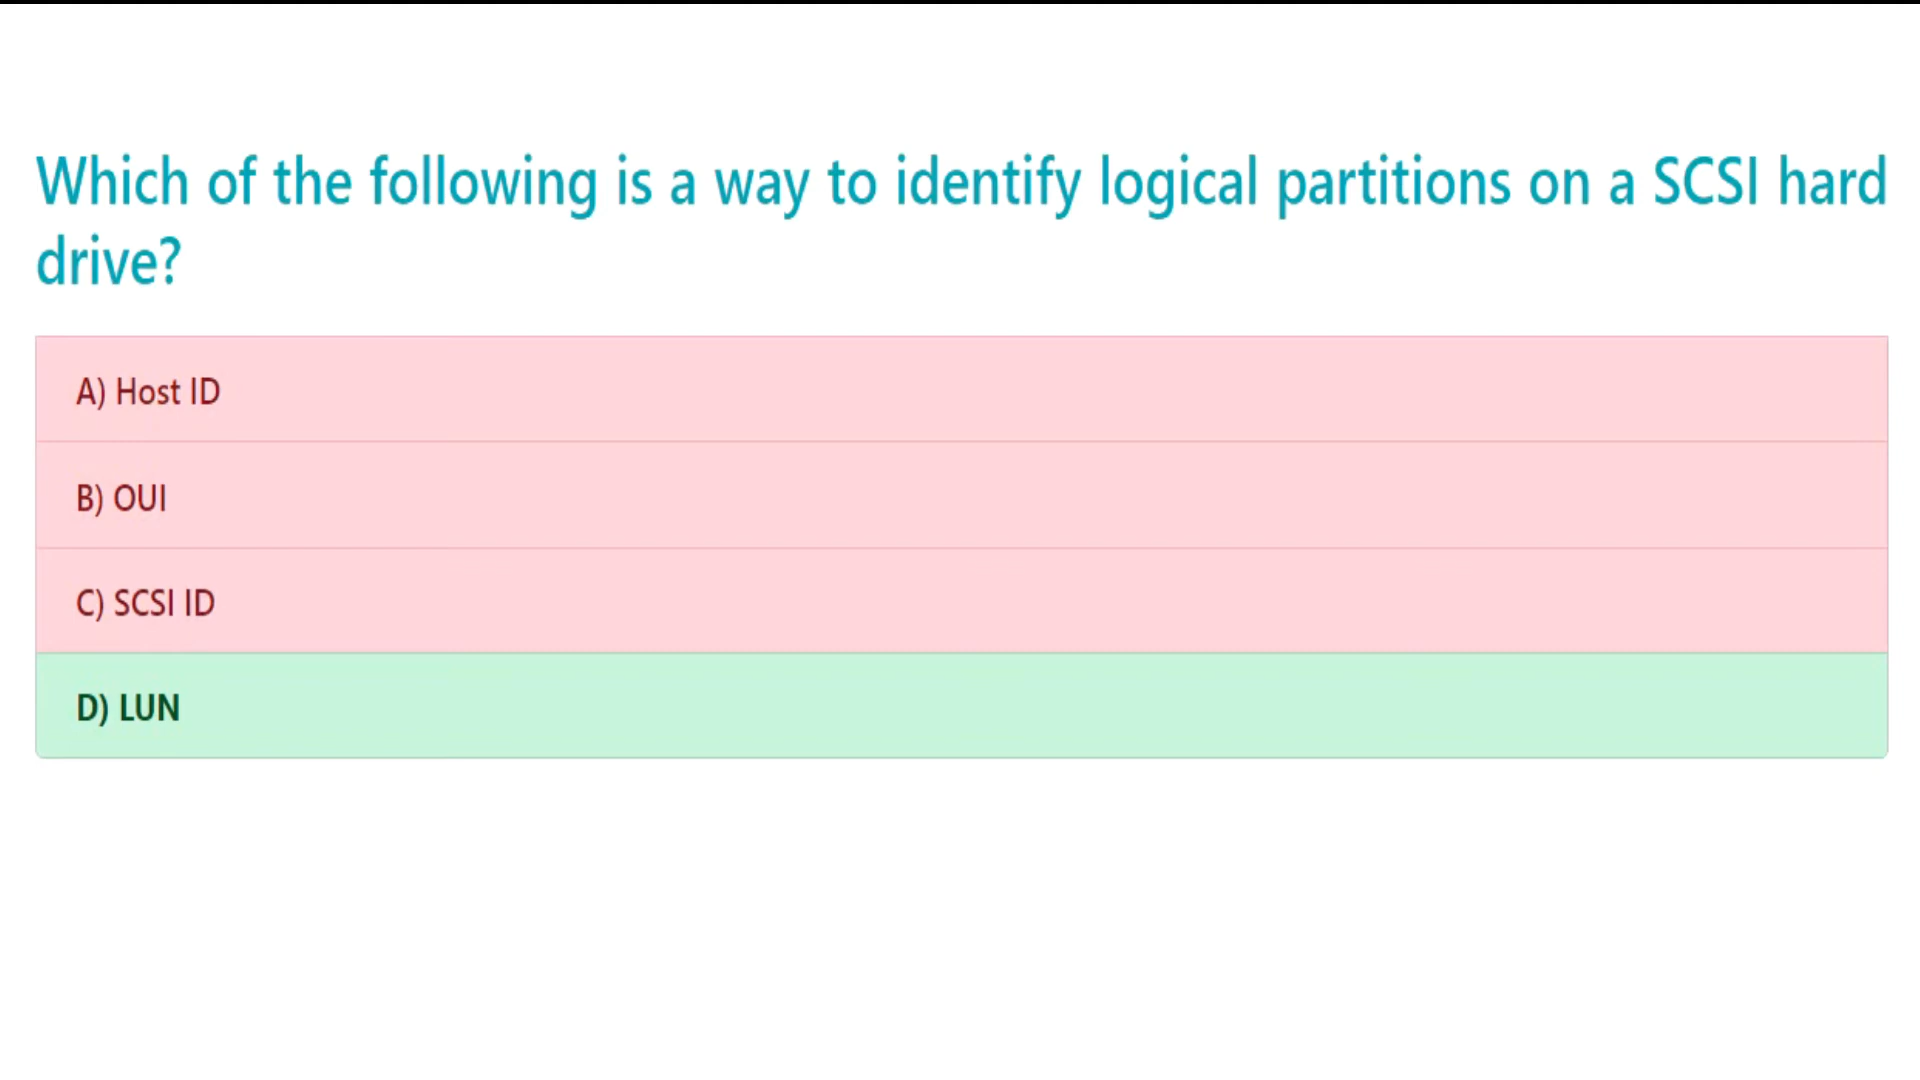 Which of the following is a way to identify logical partitions on a SCSI hard
drive?
A) Host ID
B) OUI
C) SCSI ID
D) LUN